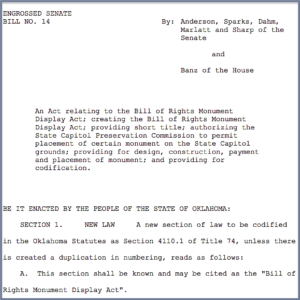 ENGROSSED SENATE
BILL NO. 14 By: Anderson, Sparks, Dahm,
Marlatt and Sharp of the
Senate
and
Banz of the House
An Act relating to the Bill of Rights Monument
Display Act; creating the Bill of Rights Monument
Display Act; providing short title; authorizing the
State Capitol Preservation Commission to permit
placement of certain monument on the State Capitol
grounds; providing for design, construction, payment
and placement of monument; and providing for
codification.
BE IT ENACTED BY THE PEOPLE OF THE STATE OF OKLAHOMA:
SECTION 1. NEW LAW A new section of law to be codified
in the Oklahoma Statutes as Section 4110.1 of Title 74, unless there
is created a duplication in numbering, reads as follows:
A. This section shall be known and may be cited as the "Bill of
Rights Monument Display Act".